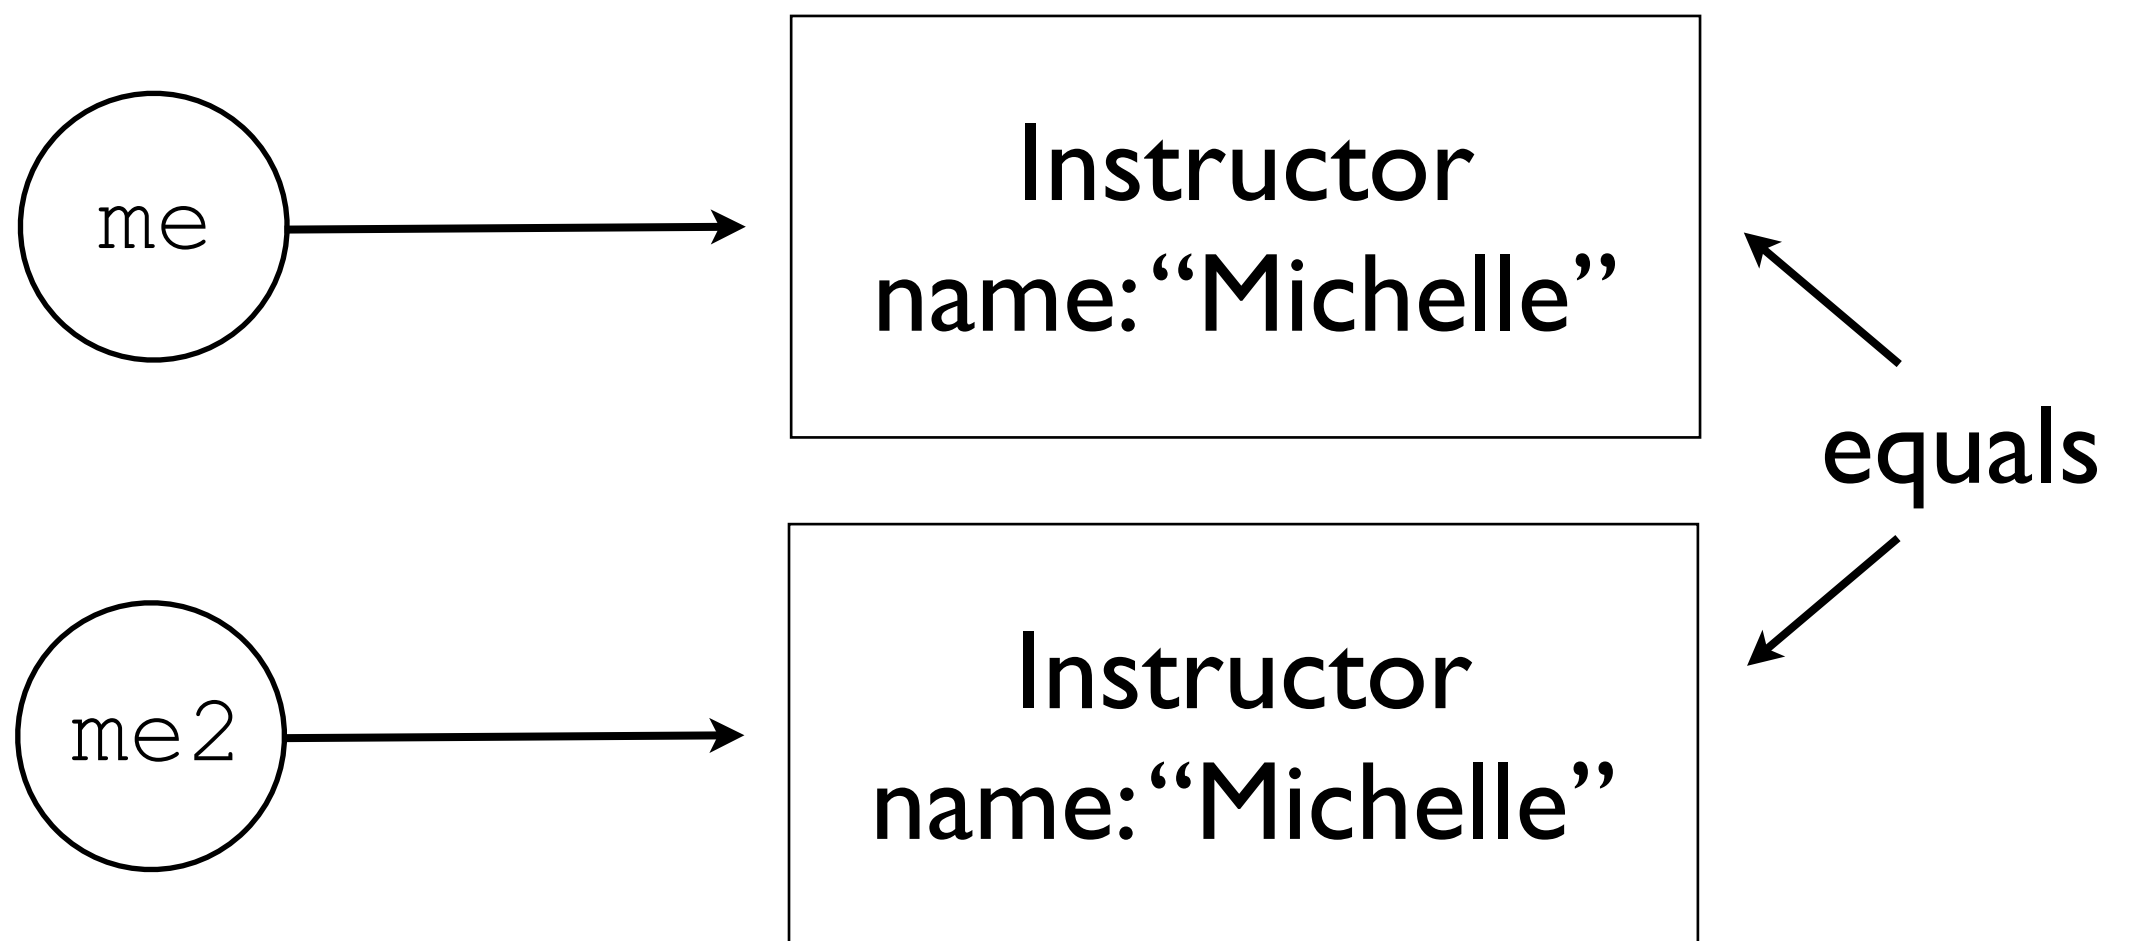 me
Instructor
name: “Michelle”
equals
me2
Instructor
name: “Michelle”